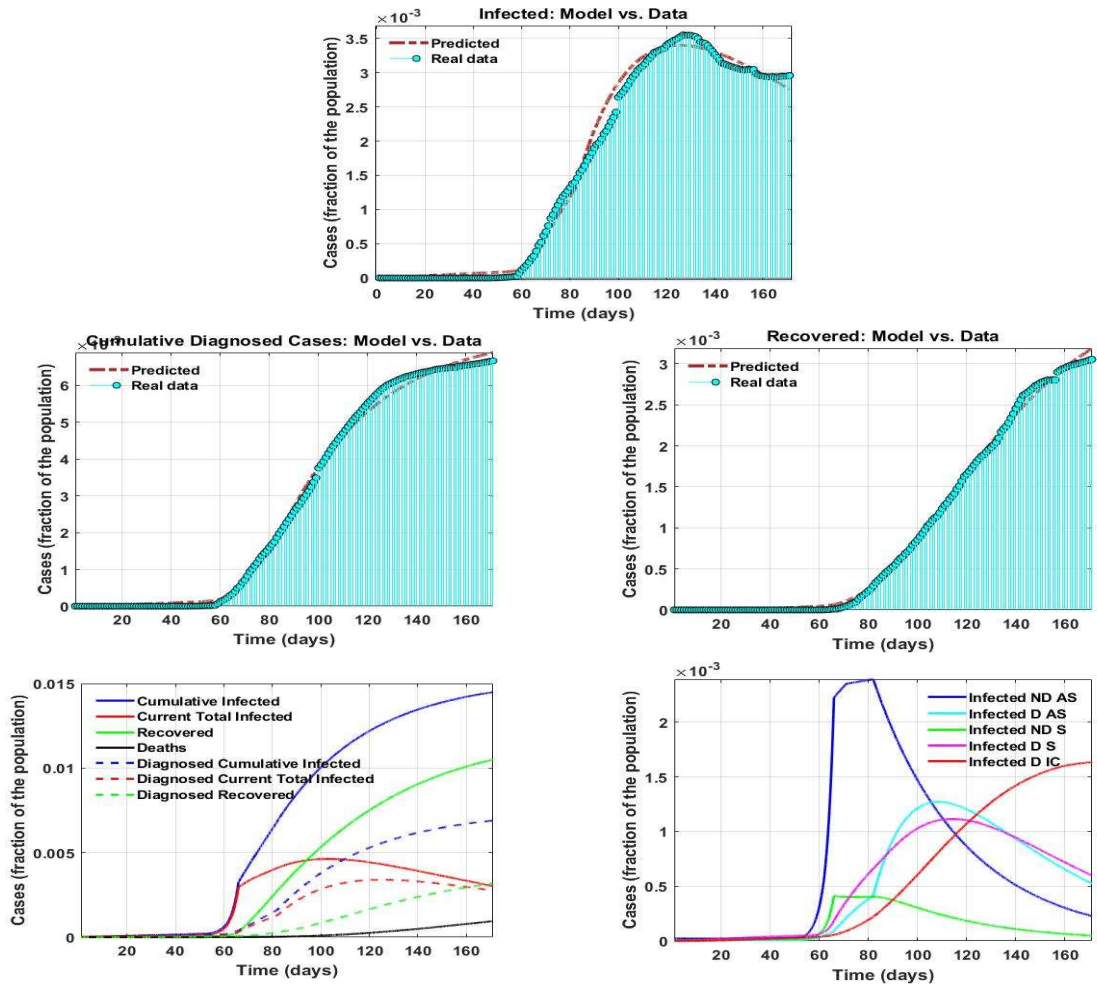 Infected: Model vs. Data
×10⁻³
Cases (fraction of the population)
3.5
3
2.5
2
1.5
1
0.5
0
Predicted
Real data
0 20 40 60 80 100 120 140 160
Time (days)
Cumulative Diagnosed Cases: Model vs. Data
Cases (fraction of the population)
6
5
4
3
2
1
0
Predicted
Real data
20 40 60 80 100 120 140 160
Time (days)
Recovered: Model vs. Data
×10⁻³
Cases (fraction of the population)
3
2.5
2
1.5
1
0.5
0
Predicted
Real data
20 40 60 80 100 120 140 160
Time (days)
Cases (fraction of the population)
0.015
0.01
0.005
0
Cumulative Infected
Current Total Infected
Recovered
Deaths
Diagnosed Cumulative Infected
Diagnosed Current Total Infected
Diagnosed Recovered
20 40 60 80 100 120 140 160
Time (days)
×10⁻³
Cases (fraction of the population)
2
1.5
1
0.5
0
Infected ND AS
Infected D AS
Infected ND S
Infected D S
Infected D IC
20 40 60 80 100 120 140 160
Time (days)